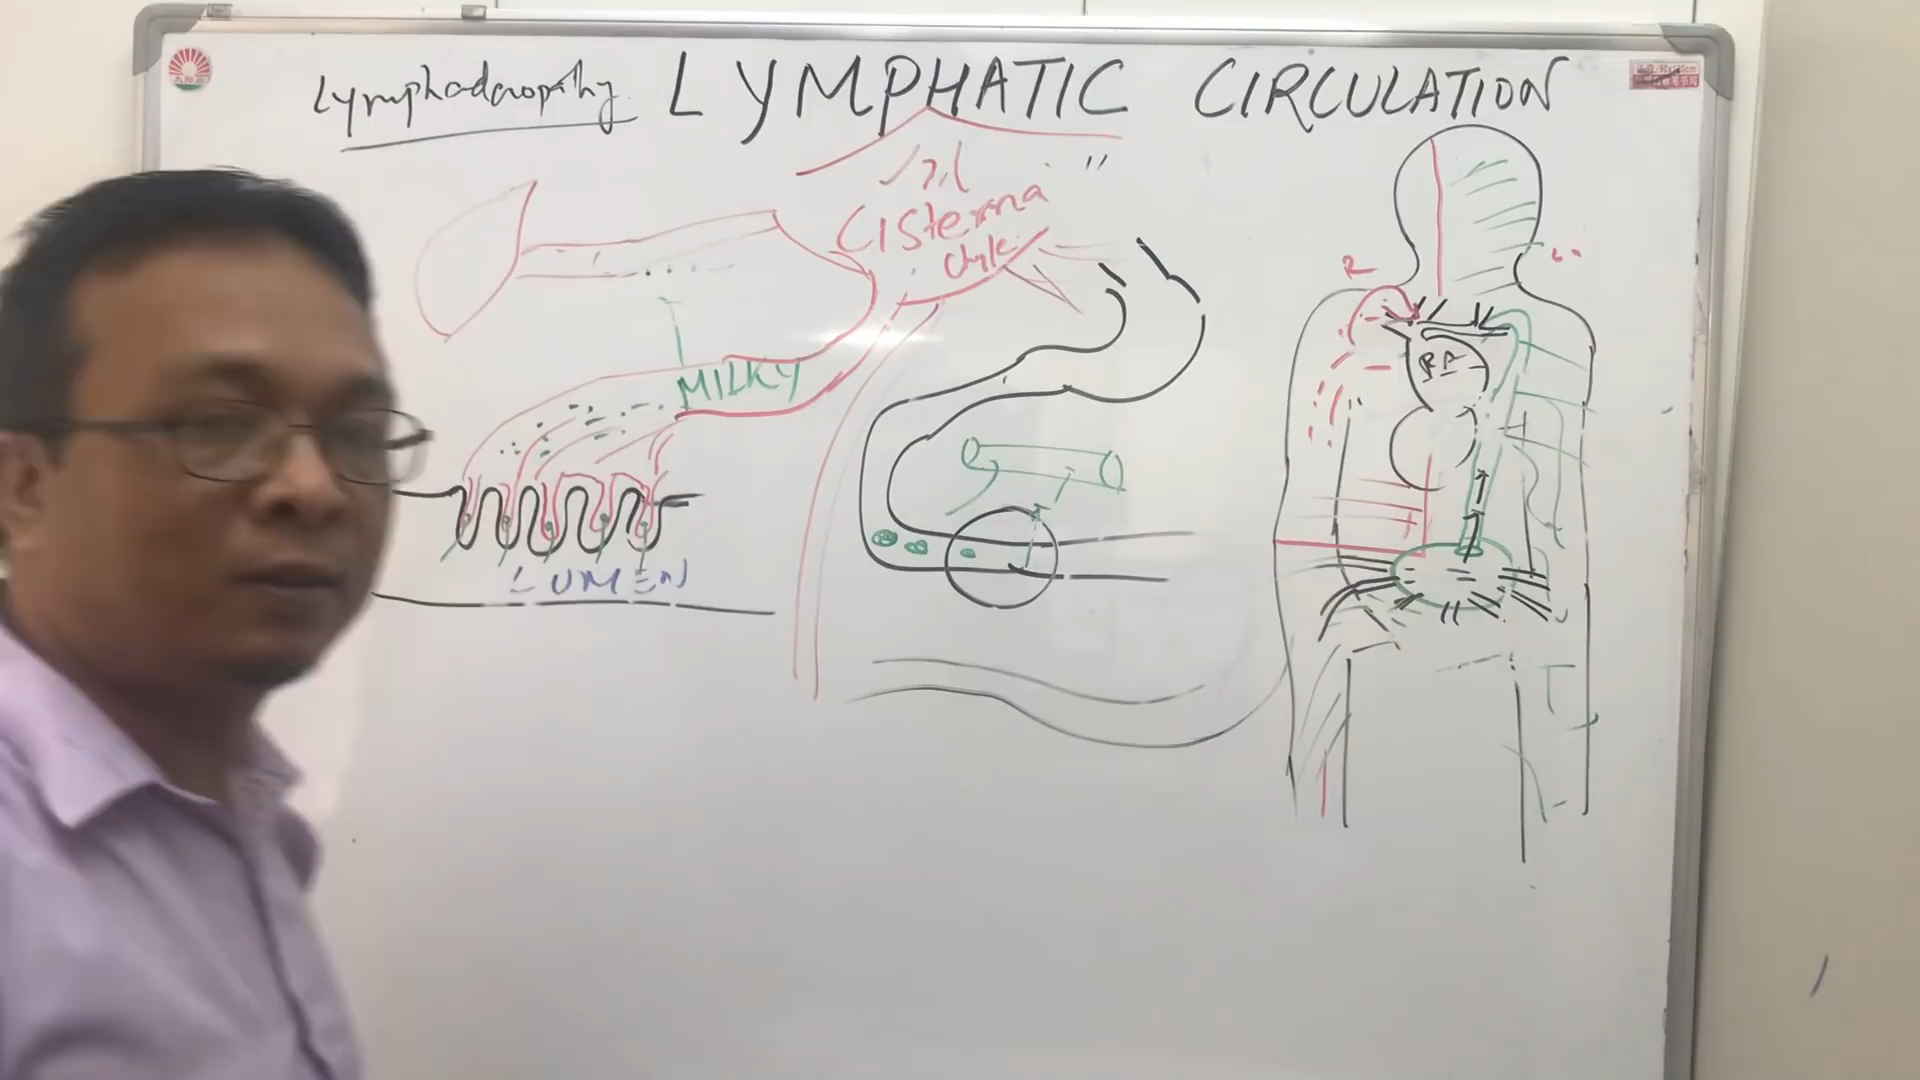 Lymphadenopathy LYMPHATIC CIRCULATION
Cisterna
chyle
R
MILKY
LUMEN